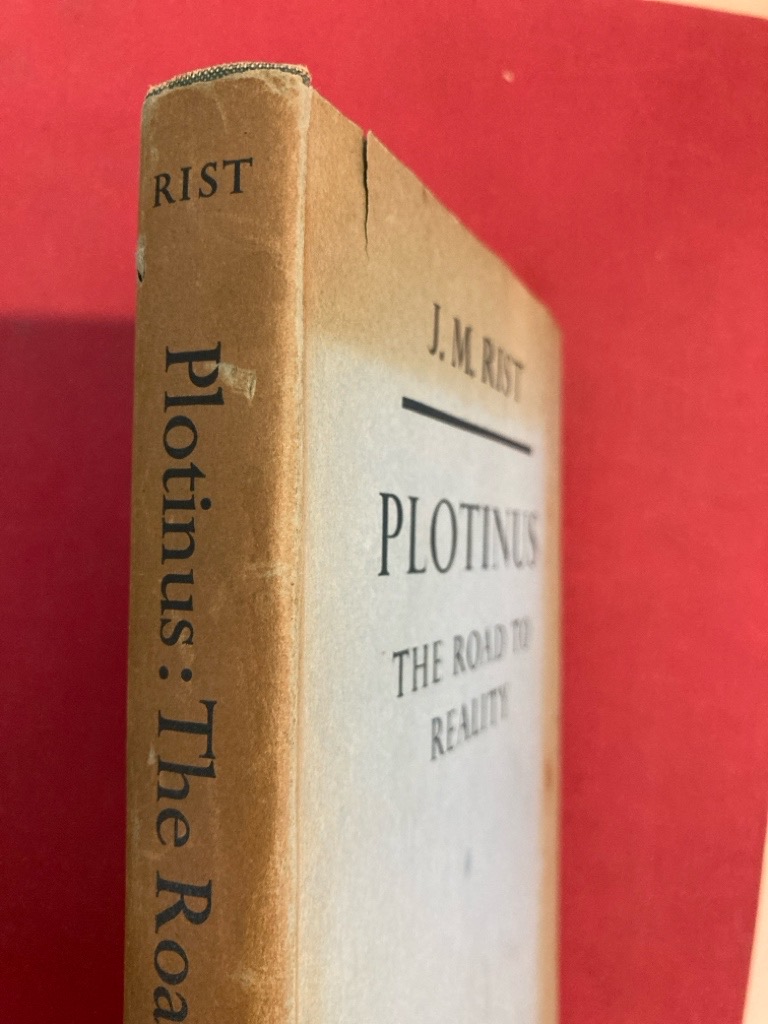 RIST
Plotinus: The Roa
J. M. RIST
PLOTINUS
THE ROAD TO
REALITY